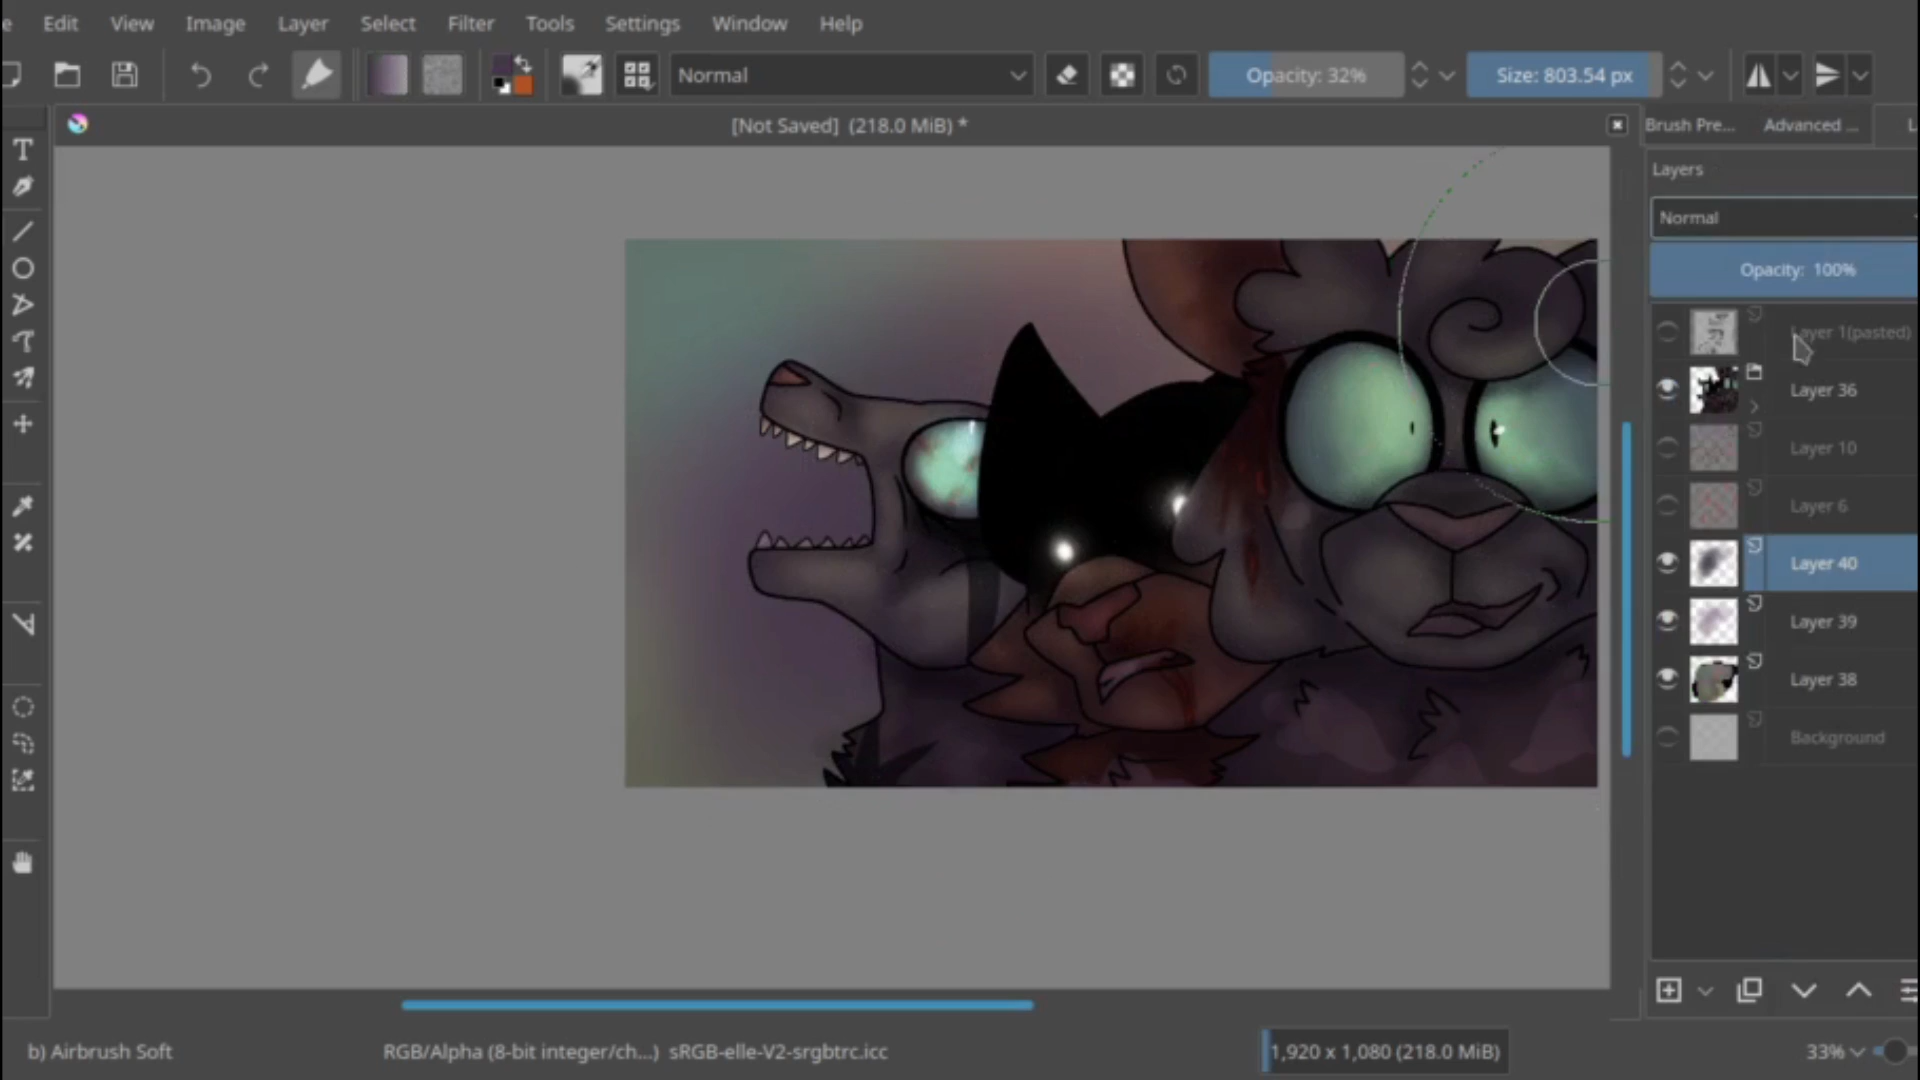 e Edit View Image Layer Select Filter Tools Settings Window Help
Normal Opacity: 32% Size: 803.54 px
[Not Saved] (218.0 MiB) * Brush Pre... Advanced ... L
Layers
Normal
Opacity: 100%
Layer 1(pasted)
Layer 36
Layer 10
Layer 6
Layer 40
Layer 39
Layer 38
Background
b) Airbrush Soft RGB/Alpha (8-bit integer/ch...) sRGB-elle-V2-srgbtrc.icc 1,920 x 1,080 (218.0 MiB) 33%